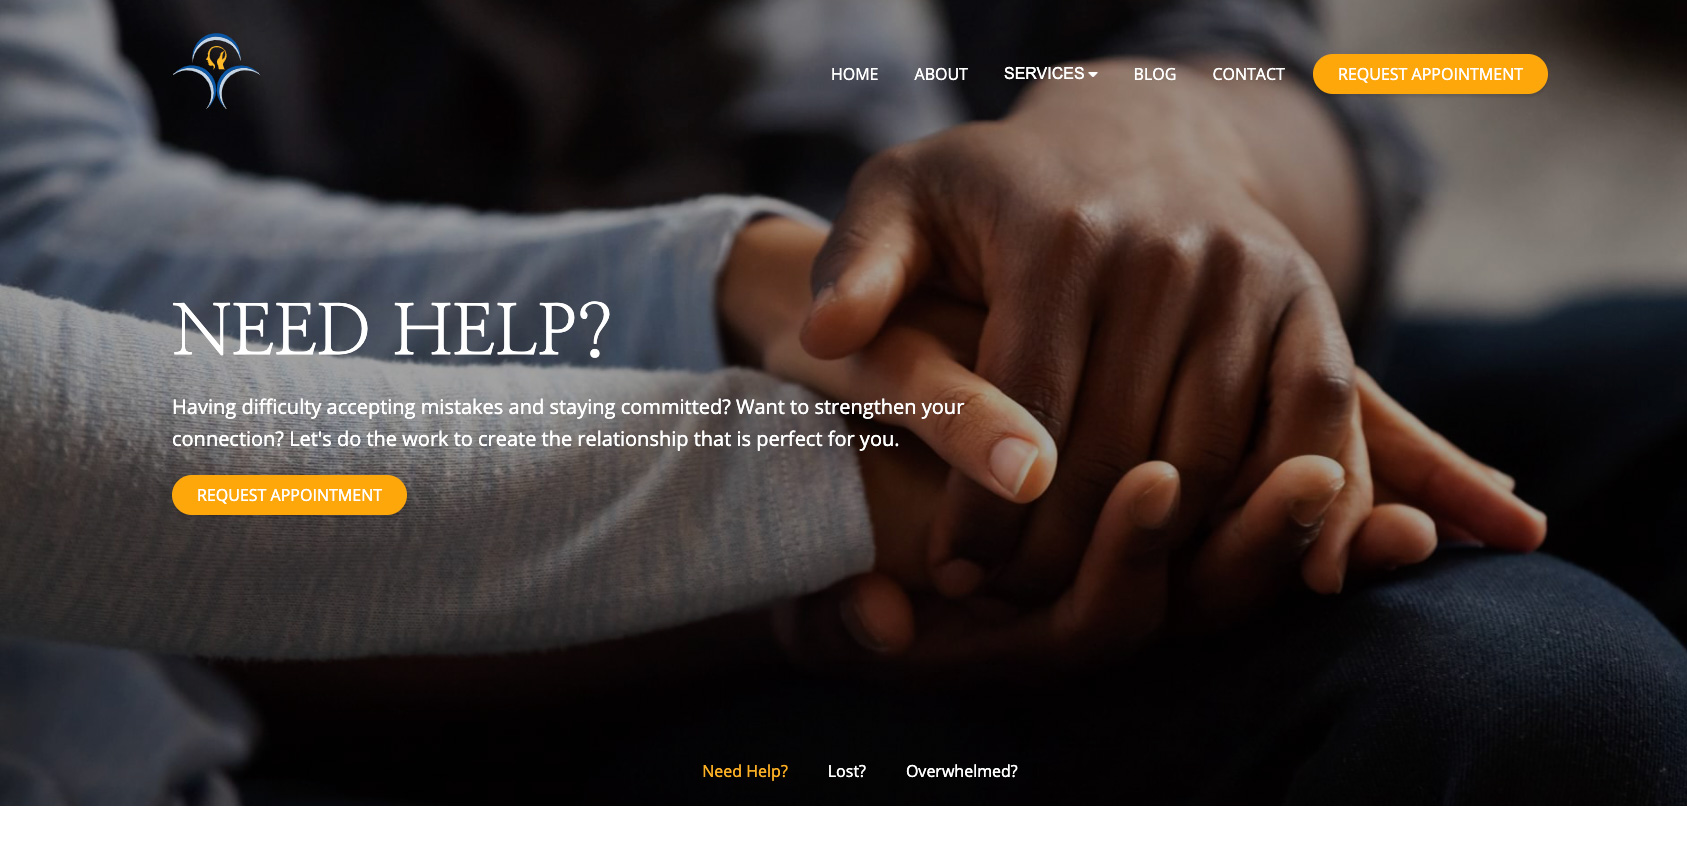 HOME
ABOUT
SERVICES
BLOG
CONTACT
REQUEST APPOINTMENT
NEED HELP?
Having difficulty accepting mistakes and staying committed? Want to strengthen your
connection? Let's do the work to create the relationship that is perfect for you.
REQUEST APPOINTMENT
Need Help?
Lost?
Overwhelmed?